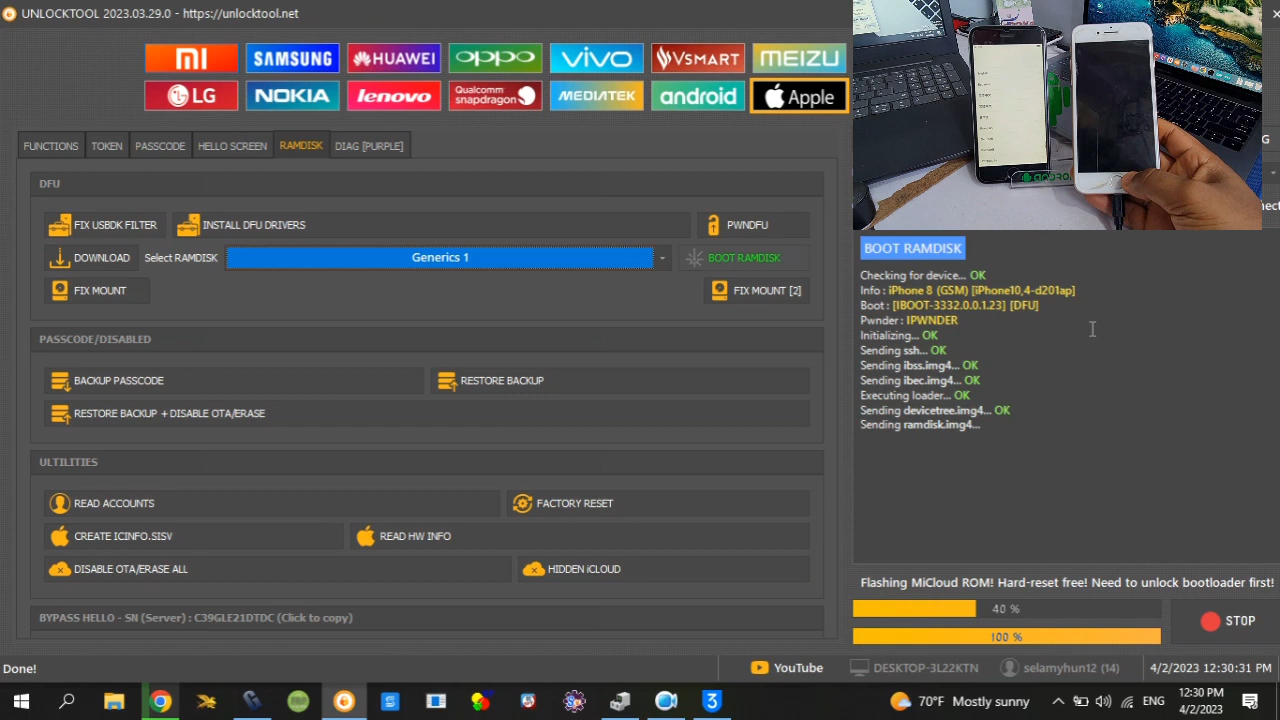 UNLOCKTOOL 2023.03.29.0 - https://unlocktool.net
SAMSUNG HUAWEI oppo vivo VSMART MEIZU
LG NOKIA lenovo Qualcomm snapdragon MEDIATEK android Apple
FUNCTIONS TOKEN PASSCODE HELLO SCREEN RAMDISK DIAG [PURPLE]
DFU
FIX USBDK FILTER INSTALL DFU DRIVERS PWNDFU
DOWNLOAD Select RAMDISK Generics 1 BOOT RAMDISK
FIX MOUNT FIX MOUNT [2]
PASSCODE/DISABLED
BACKUP PASSCODE RESTORE BACKUP
RESTORE BACKUP + DISABLE OTA/ERASE
ULTILITIES
READ ACCOUNTS FACTORY RESET
CREATE ICINFO.SISV READ HW INFO
DISABLE OTA/ERASE ALL HIDDEN iCLOUD
BYPASS HELLO - SN (Server) : C39GLE21DTDC (Click to copy)
BOOT RAMDISK
Checking for device... OK
Info : iPhone 8 (GSM) [iPhone10,4-d201ap]
Boot : [IBOOT-3332.0.0.1.23] [DFU]
Pwnder : IPWNDER
Initializing... OK
Sending ssh... OK
Sending ibss.img4... OK
Sending ibec.img4... OK
Executing loader... OK
Sending devicetree.img4... OK
Sending ramdisk.img4...
Flashing MiCloud ROM! Hard-reset free! Need to unlock bootloader first!
40 %
100 %
STOP
Done! YouTube DESKTOP-3L22KTN selamyhun12 (14) 4/2/2023 12:30:31 PM
70°F Mostly sunny ENG 12:30 PM
4/2/2023